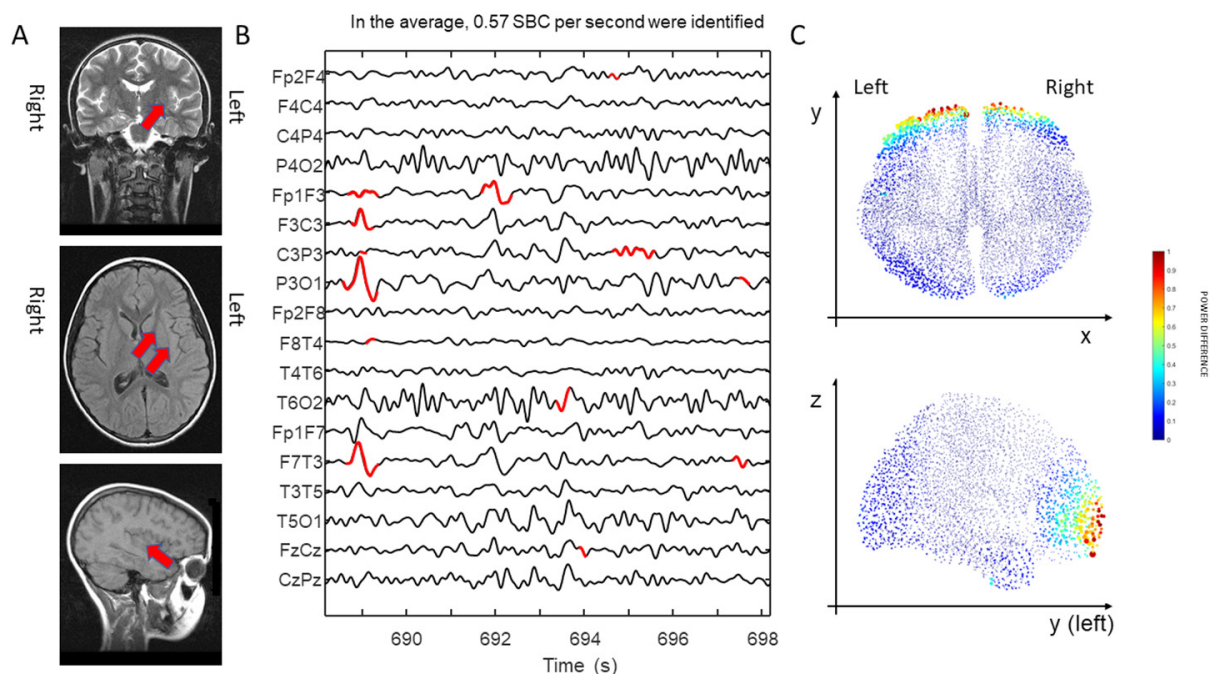 A
Right
Left
Right
Left
B
In the average, 0.57 SBC per second were identified
Fp2F4
F4C4
C4P4
P4O2
Fp1F3
F3C3
C3P3
P3O1
Fp2F8
F8T4
T4T6
T6O2
Fp1F7
F7T3
T3T5
T5O1
FzCz
CzPz
690
692
694
696
698
Time (s)
C
Left
Right
y
x
z
y (left)
1
0.9
0.8
0.7
0.6
0.5
0.4
0.3
0.2
0.1
0
POWER DIFFERENCE